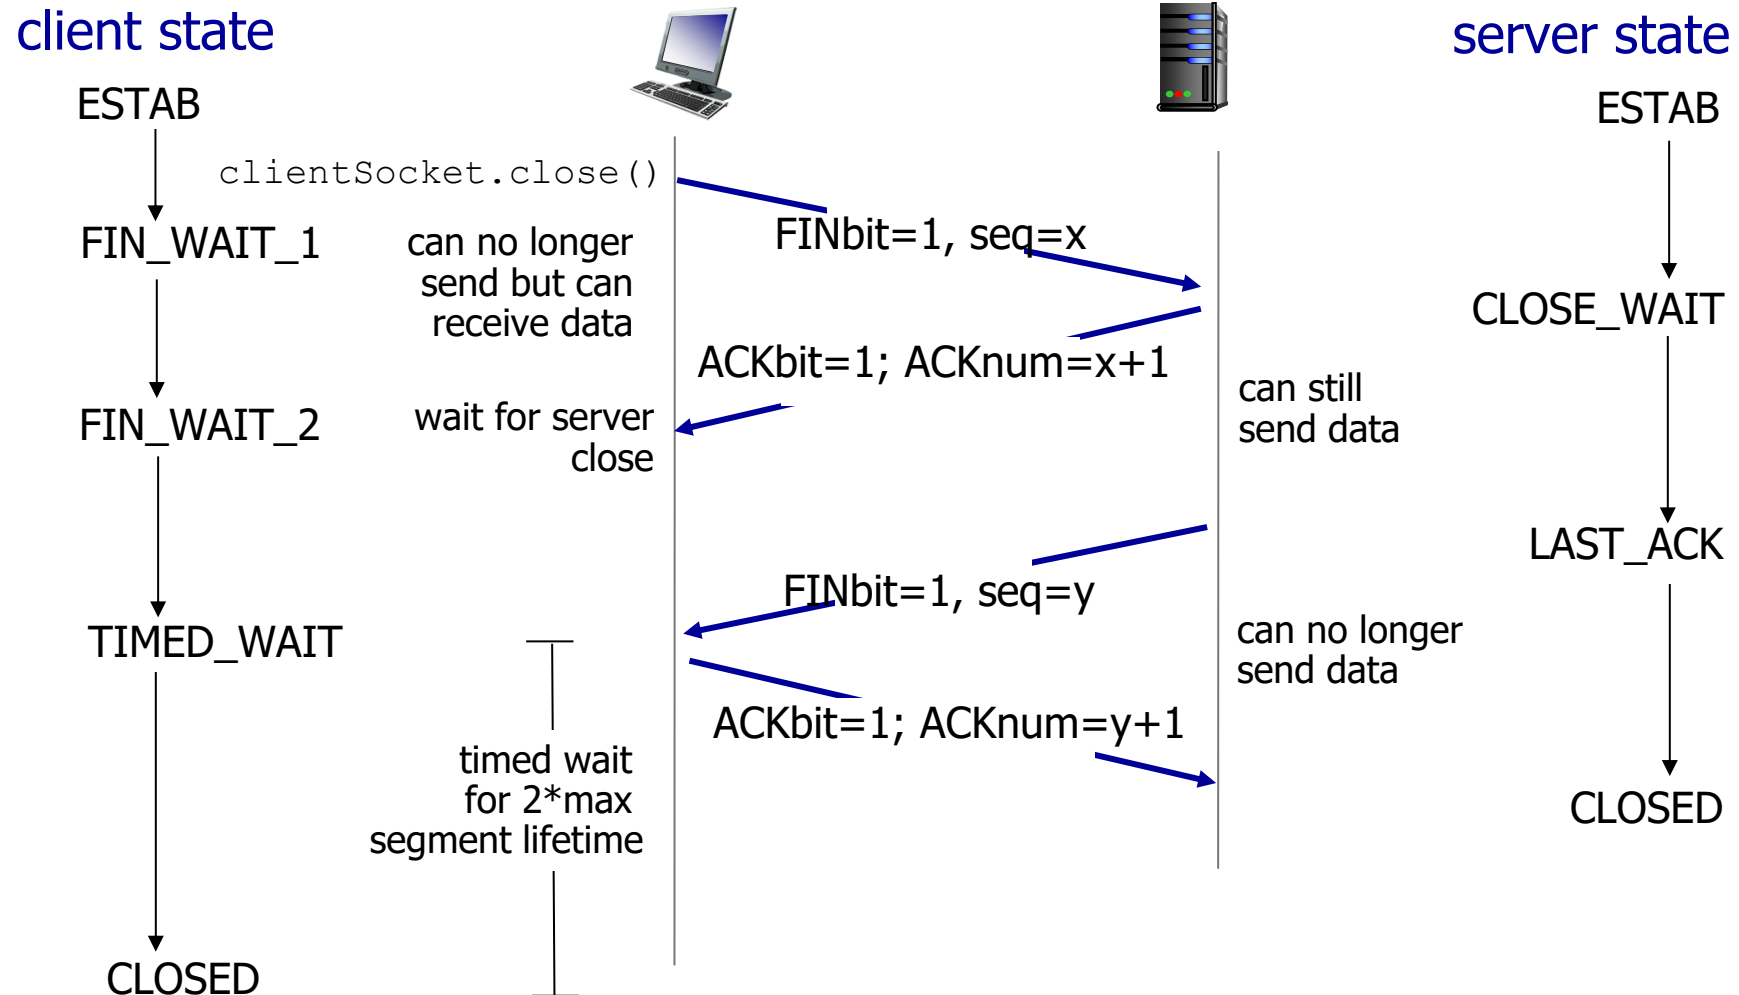 client state
server state
ESTAB
ESTAB
clientSocket.close()
FIN_WAIT_1
can no longer
send but can
receive data
FINbit=1, seq=x
CLOSE_WAIT
ACKbit=1; ACKnum=x+1
can still
send data
FIN_WAIT_2
wait for server
close
LAST_ACK
FINbit=1, seq=y
TIMED_WAIT
can no longer
send data
ACKbit=1; ACKnum=y+1
timed wait
for 2*max
segment lifetime
CLOSED
CLOSED